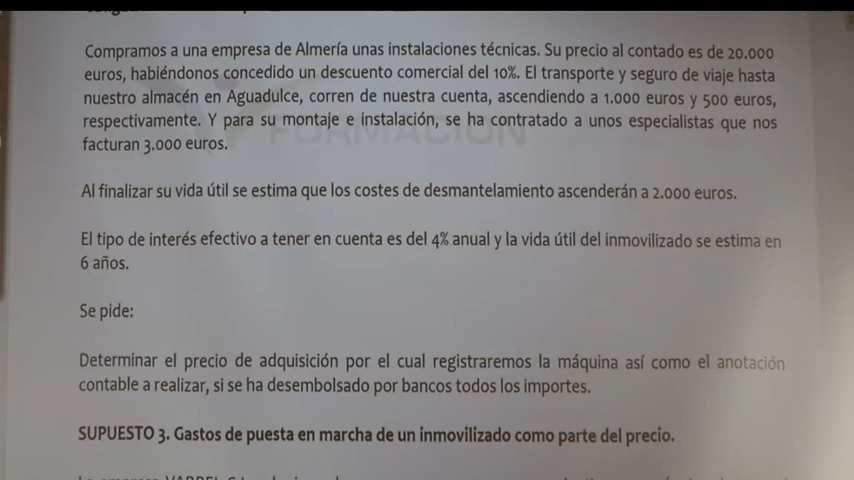 Compramos a una empresa de Almería unas instalaciones técnicas. Su precio al contado es de 20.000
euros, habiéndonos concedido un descuento comercial del 10%. El transporte y seguro de viaje hasta
nuestro almacén en Aguadulce, corren de nuestra cuenta, ascendiendo a 1.000 euros y 500 euros,
respectivamente. Y para su montaje e instalación, se ha contratado a unos especialistas que nos
facturan 3.000 euros.
FORMACIÓN
Al finalizar su vida útil se estima que los costes de desmantelamiento ascenderán a 2.000 euros.
El tipo de interés efectivo a tener en cuenta es del 4% anual y la vida útil del inmovilizado se estima en
6 años.
Se pide:
Determinar el precio de adquisición por el cual registraremos la máquina así como el anotación
contable a realizar, si se ha desembolsado por bancos todos los importes.
SUPUESTO 3. Gastos de puesta en marcha de un inmovilizado como parte del precio.